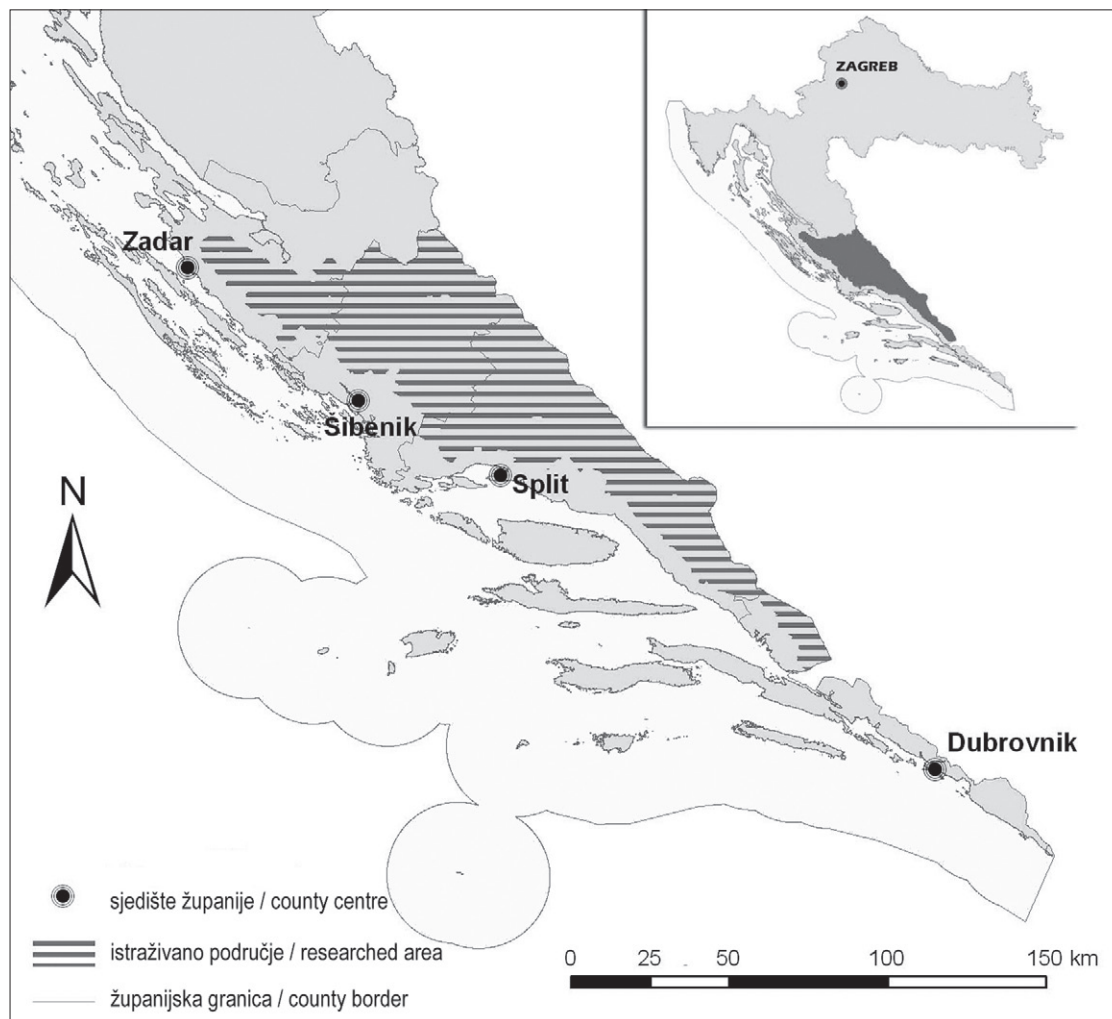 ZAGREB
Zadar
Šibenik
Split
N
Dubrovnik
sjedište županije / county centre
istraživano područje / researched area
županijska granica / county border
0 25 50 100 150 km